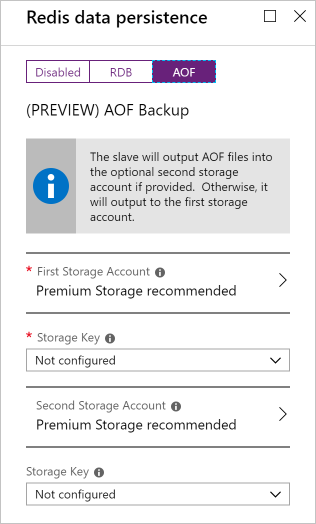 Redis data persistence
Disabled RDB AOF
(PREVIEW) AOF Backup
The slave will output AOF files into
the optional second storage
account if provided. Otherwise, it
will output to the first storage
account.
* First Storage Account
Premium Storage recommended
* Storage Key
Not configured
Second Storage Account
Premium Storage recommended
Storage Key
Not configured